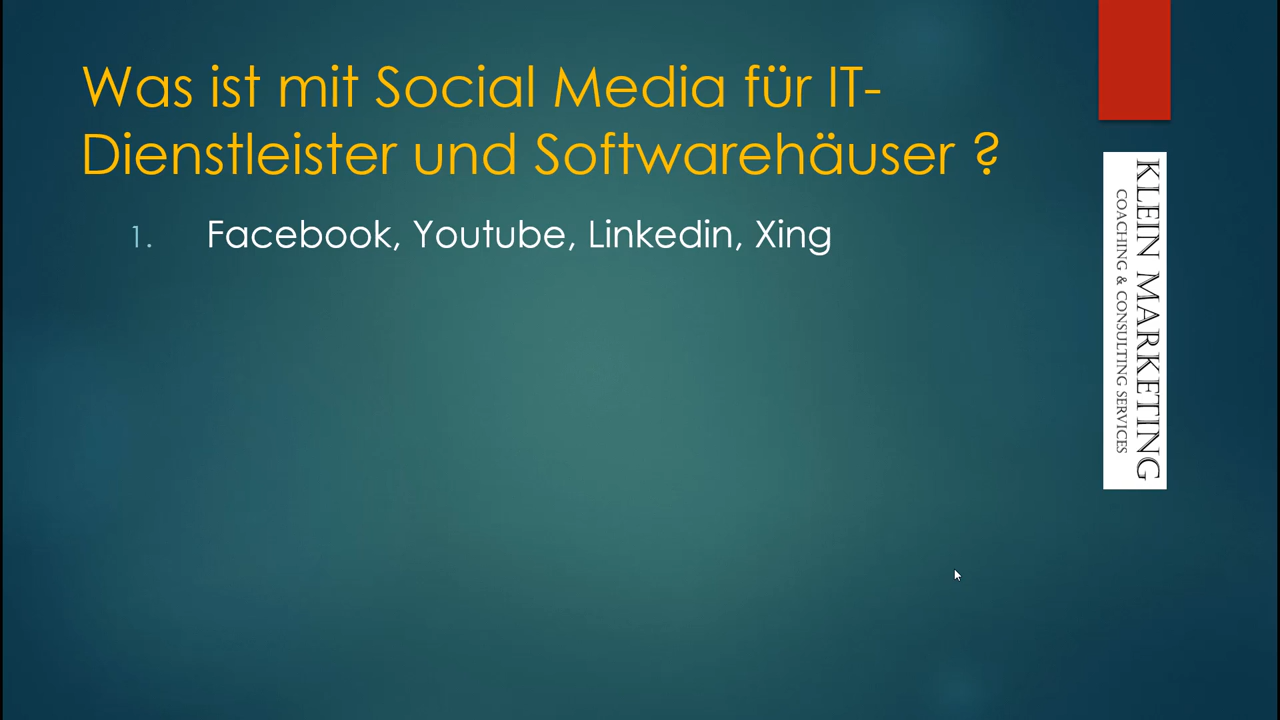 Was ist mit Social Media für IT-
Dienstleister und Softwarehäuser ?
1. Facebook, Youtube, Linkedin, Xing
KLEIN MARKETING
COACHING & CONSULTING SERVICES